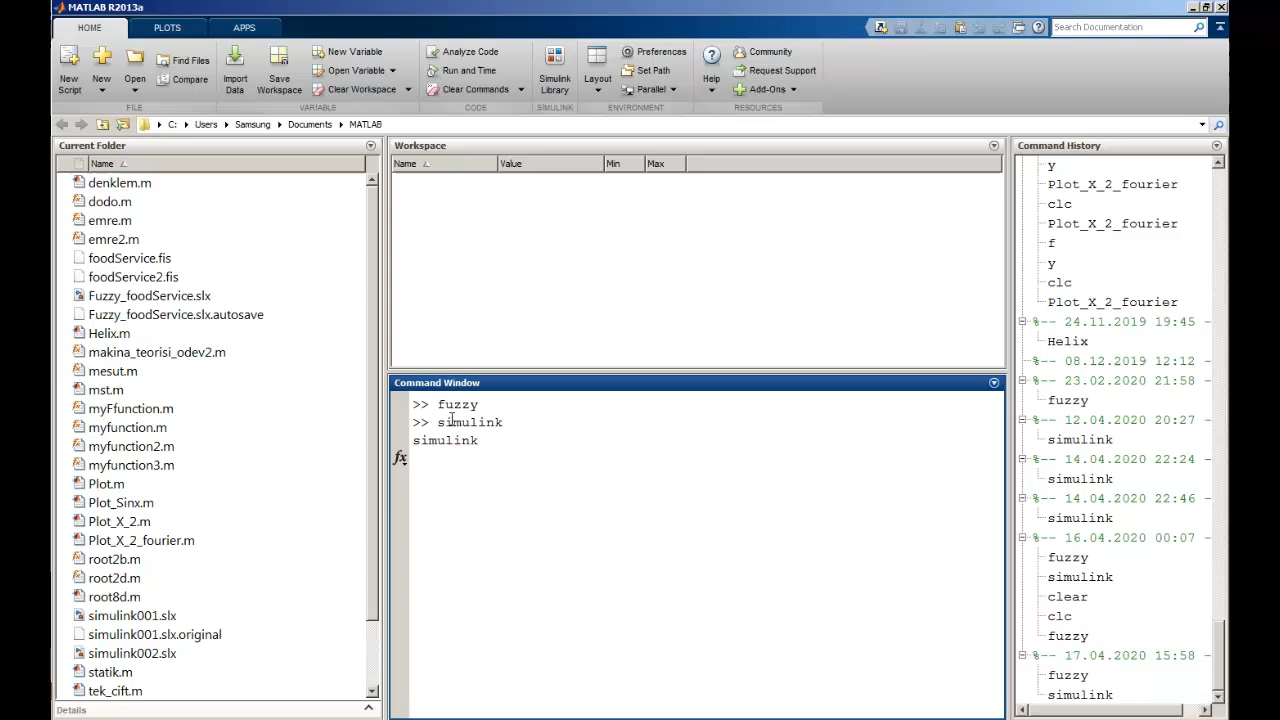 MATLAB R2013a
HOME
PLOTS
APPS
Search Documentation
New Script
New
Open
Find Files
Compare
Import Data
Save Workspace
New Variable
Open Variable
Clear Workspace
Analyze Code
Run and Time
Clear Commands
Simulink Library
Layout
Preferences
Set Path
Parallel
Help
Community
Request Support
Add-Ons
FILE
VARIABLE
CODE
SIMULINK
ENVIRONMENT
RESOURCES
C: Users Samsung Documents MATLAB
Current Folder
Name
denklem.m
dodo.m
emre.m
emre2.m
foodService.fis
foodService2.fis
Fuzzy_foodService.slx
Fuzzy_foodService.slx.autosave
Helix.m
makina_teorisi_odev2.m
mesut.m
mst.m
myFfunction.m
myfunction.m
myfunction2.m
myfunction3.m
Plot.m
Plot_Sinx.m
Plot_X_2.m
Plot_X_2_fourier.m
root2b.m
root2d.m
root8d.m
simulink001.slx
simulink001.slx.original
simulink002.slx
statik.m
tek_cift.m
Details
Workspace
Name Value Min Max
Command Window
>> fuzzy
>> simulink
simulink
fx
Command History
y
Plot_X_2_fourier
clc
Plot_X_2_fourier
f
y
clc
Plot_X_2_fourier
%-- 24.11.2019 19:45 -
Helix
%-- 08.12.2019 12:12 -
%-- 23.02.2020 21:58 -
fuzzy
%-- 12.04.2020 20:27 -
simulink
%-- 14.04.2020 22:24 -
simulink
%-- 14.04.2020 22:46 -
simulink
%-- 16.04.2020 00:07 -
fuzzy
simulink
clear
clc
fuzzy
%-- 17.04.2020 15:58 -
fuzzy
simulink